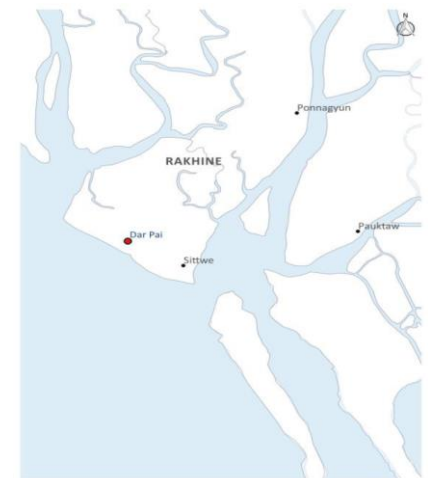 N
Ponnagyun
RAKHINE
Dar Pai
Pauktaw
Sittwe